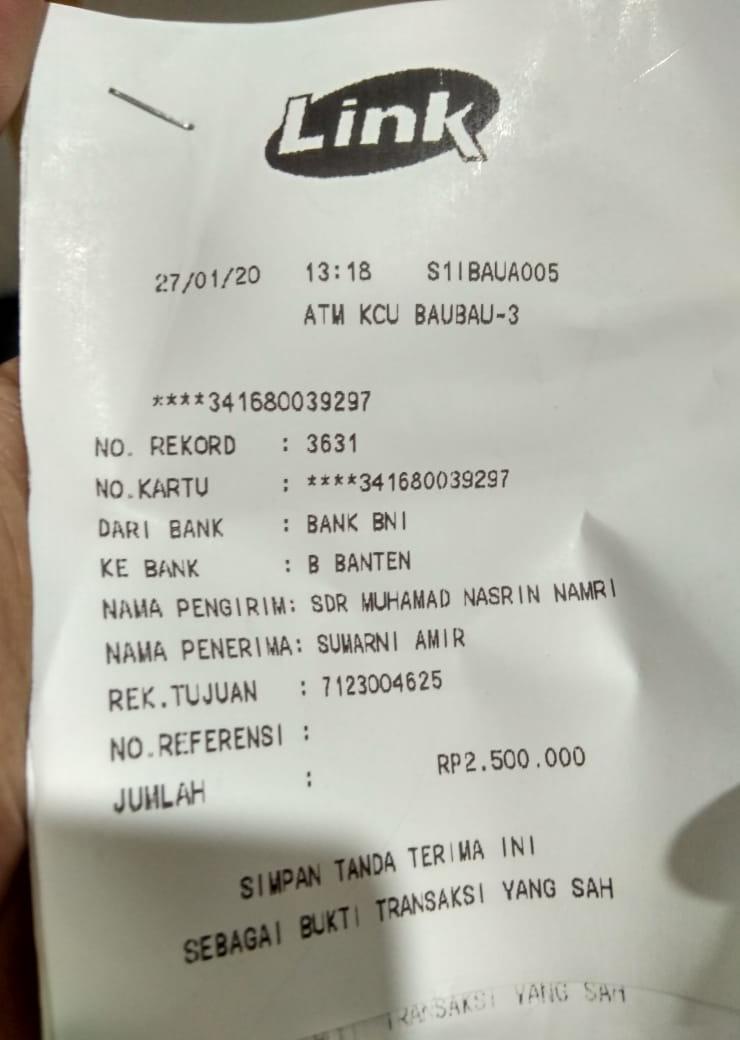 Link
27/01/20 13:18 S1IBAUA005
ATM KCU BAUBAU-3
****341680039297
NO. REKORD : 3631
NO.KARTU : ****341680039297
DARI BANK : BANK BNI
KE BANK : B BANTEN
NAMA PENGIRIM: SDR MUHAMAD NASRIN NAMRI
NAMA PENERIMA: SUMARNI AMIR
REK.TUJUAN : 7123004625
NO.REFERENSI :
JUMLAH : RP2.500.000
SIMPAN TANDA TERIMA INI
SEBAGAI BUKTI TRANSAKSI YANG SAH
TRANSAKSI YANG SAH